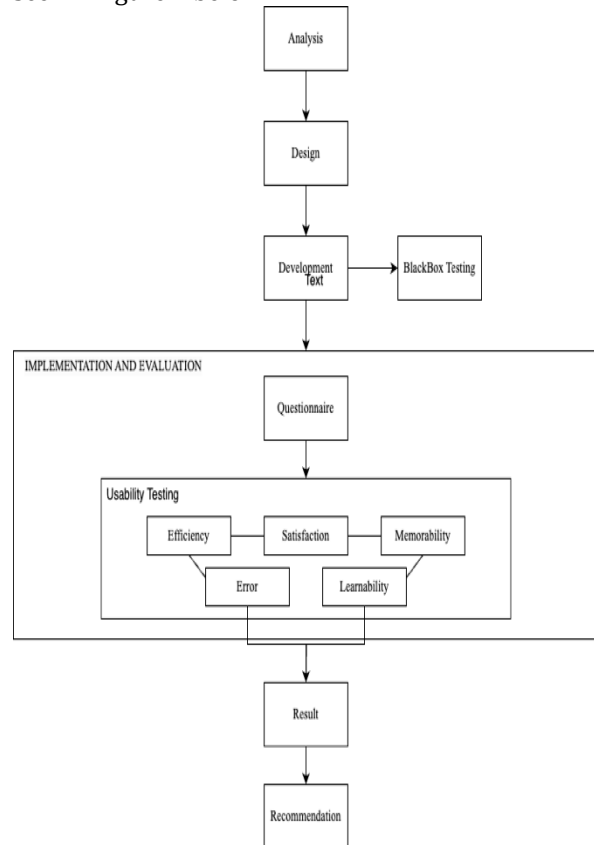 Analysis
Design
Development
Text
BlackBox Testing
IMPLEMENTATION AND EVALUATION
Questionnaire
Usability Testing
Efficiency
Satisfaction
Memorability
Error
Learnability
Result
Recommendation